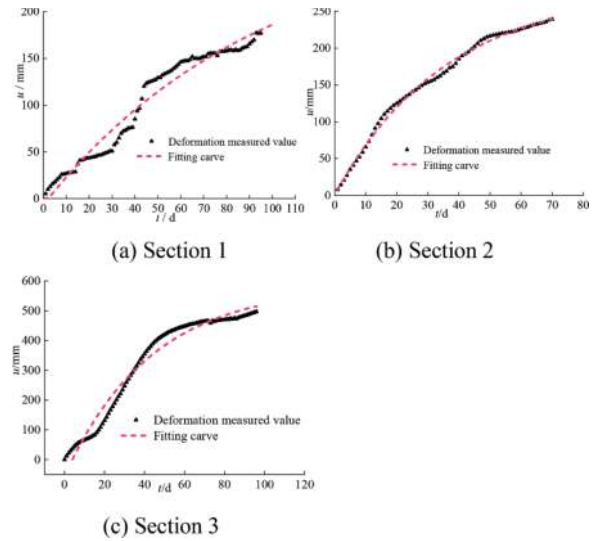 200
150
100
50
0
u / mm
Deformation measured value
Fitting carve
0 10 20 30 40 50 60 70 80 90 100 110
t / d
(a) Section 1
250
200
150
100
50
0
u/mm
Deformation measured value
Fitting carve
0 10 20 30 40 50 60 70 80
t/d
(b) Section 2
600
500
400
300
200
100
0
u/mm
Deformation measured value
Fitting carve
0 20 40 60 80 100 120
t/d
(c) Section 3